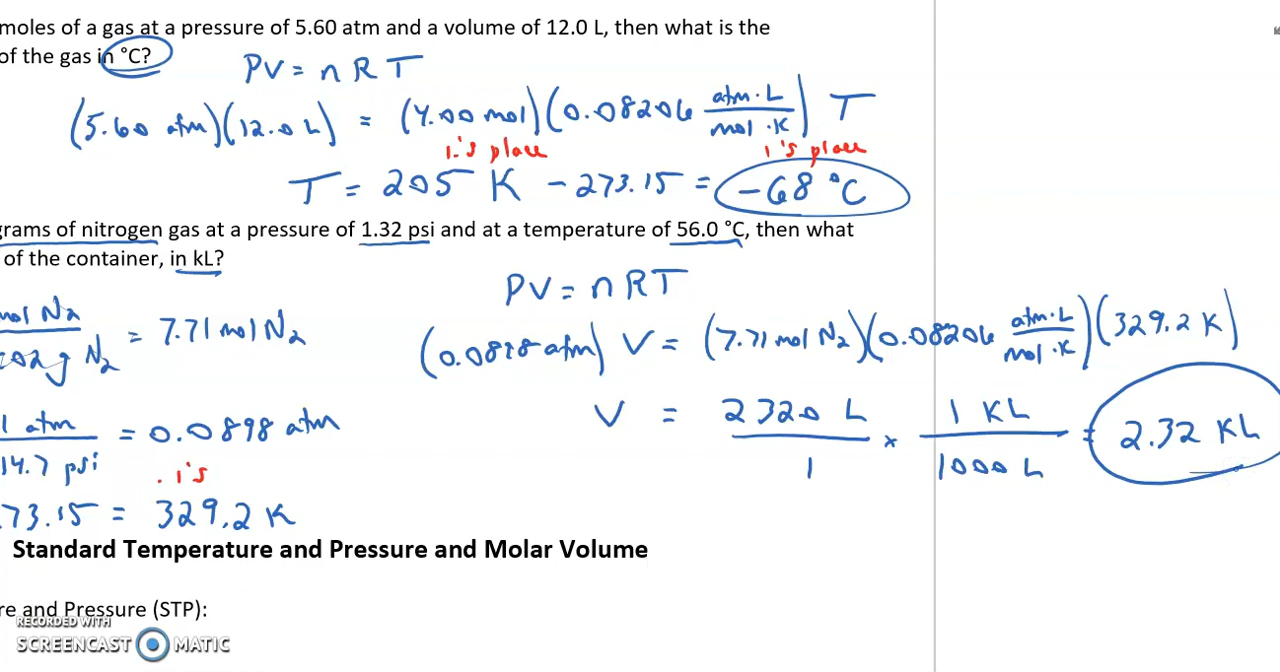 moles of a gas at a pressure of 5.60 atm and a volume of 12.0 L, then what is the
of the gas in °C?
PV = nRT
(5.60 atm)(12.0 L) = (4.00 mol)(0.08206 atm·L / mol·K) T
1's place 1's place
T = 205 K - 273.15 = -68 °C
grams of nitrogen gas at a pressure of 1.32 psi and at a temperature of 56.0 °C, then what
of the container, in kL?
PV = nRT
mol N2 / g N2 = 7.71 mol N2
(0.0898 atm) V = (7.71 mol N2)(0.08206 atm·L / mol·K)(329.2 K)
V = 2320 L / 1 × 1 KL / 1000 L = 2.32 KL
1 atm / 14.7 psi = 0.0898 atm
.1's
73.15 = 329.2 K
Standard Temperature and Pressure and Molar Volume
re and Pressure (STP):
RECORDED WITH
SCREENCAST MATIC